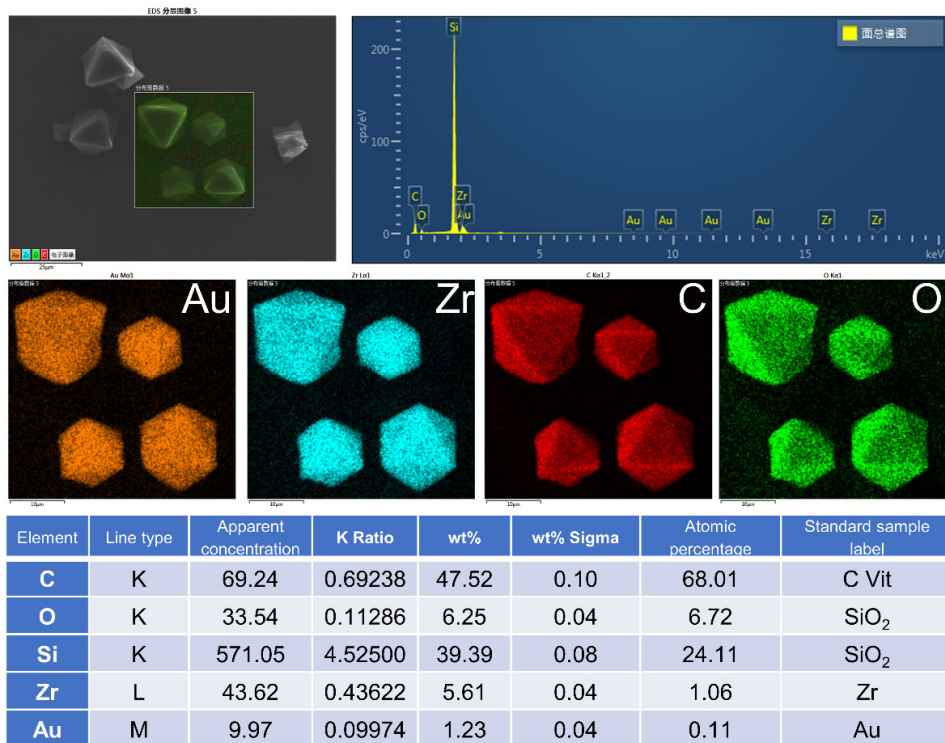 EDS 分层图像 5
分布图数据 5
Au Zr O C 电子图像
25μm
面总谱图
cps/eV
200
100
0
Si
C
O
Zr
Au
Au
Au
Au
Au
Zr
Zr
0
5
10
15
keV
Au Mα1
分布图数据 5
Au
10μm
Zr Lα1
分布图数据 5
Zr
10μm
C Kα1_2
分布图数据 5
C
10μm
O Kα1
分布图数据 5
O
10μm
Element Line type Apparent concentration K Ratio wt% wt% Sigma Atomic percentage Standard sample label
C K 69.24 0.69238 47.52 0.10 68.01 C Vit
O K 33.54 0.11286 6.25 0.04 6.72 SiO₂
Si K 571.05 4.52500 39.39 0.08 24.11 SiO₂
Zr L 43.62 0.43622 5.61 0.04 1.06 Zr
Au M 9.97 0.09974 1.23 0.04 0.11 Au